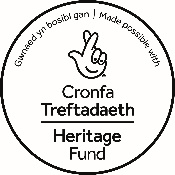 Gwnaed yn bosibl gan | Made possible with
Cronfa
Treftadaeth
Heritage
Fund